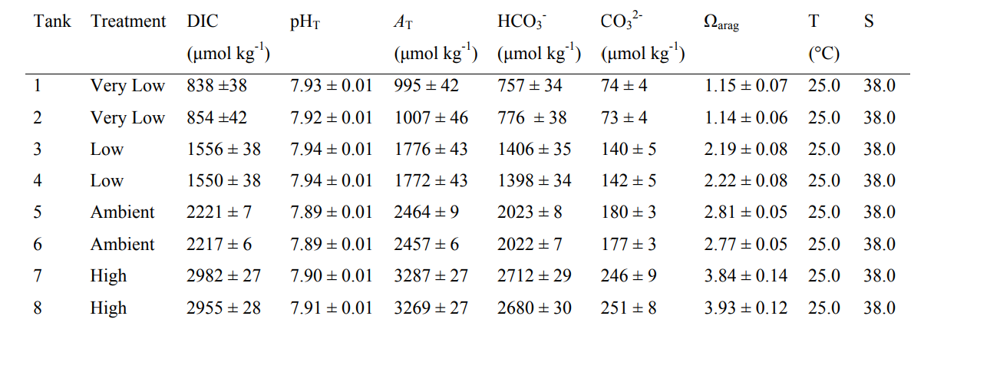 Tank Treatment DIC pHT AT HCO3- CO32- Ωarag T S
(μmol kg-1) (μmol kg-1) (μmol kg-1) (μmol kg-1) (°C)
1 Very Low 838 ±38 7.93 ± 0.01 995 ± 42 757 ± 34 74 ± 4 1.15 ± 0.07 25.0 38.0
2 Very Low 854 ±42 7.92 ± 0.01 1007 ± 46 776 ± 38 73 ± 4 1.14 ± 0.06 25.0 38.0
3 Low 1556 ± 38 7.94 ± 0.01 1776 ± 43 1406 ± 35 140 ± 5 2.19 ± 0.08 25.0 38.0
4 Low 1550 ± 38 7.94 ± 0.01 1772 ± 43 1398 ± 34 142 ± 5 2.22 ± 0.08 25.0 38.0
5 Ambient 2221 ± 7 7.89 ± 0.01 2464 ± 9 2023 ± 8 180 ± 3 2.81 ± 0.05 25.0 38.0
6 Ambient 2217 ± 6 7.89 ± 0.01 2457 ± 6 2022 ± 7 177 ± 3 2.77 ± 0.05 25.0 38.0
7 High 2982 ± 27 7.90 ± 0.01 3287 ± 27 2712 ± 29 246 ± 9 3.84 ± 0.14 25.0 38.0
8 High 2955 ± 28 7.91 ± 0.01 3269 ± 27 2680 ± 30 251 ± 8 3.93 ± 0.12 25.0 38.0